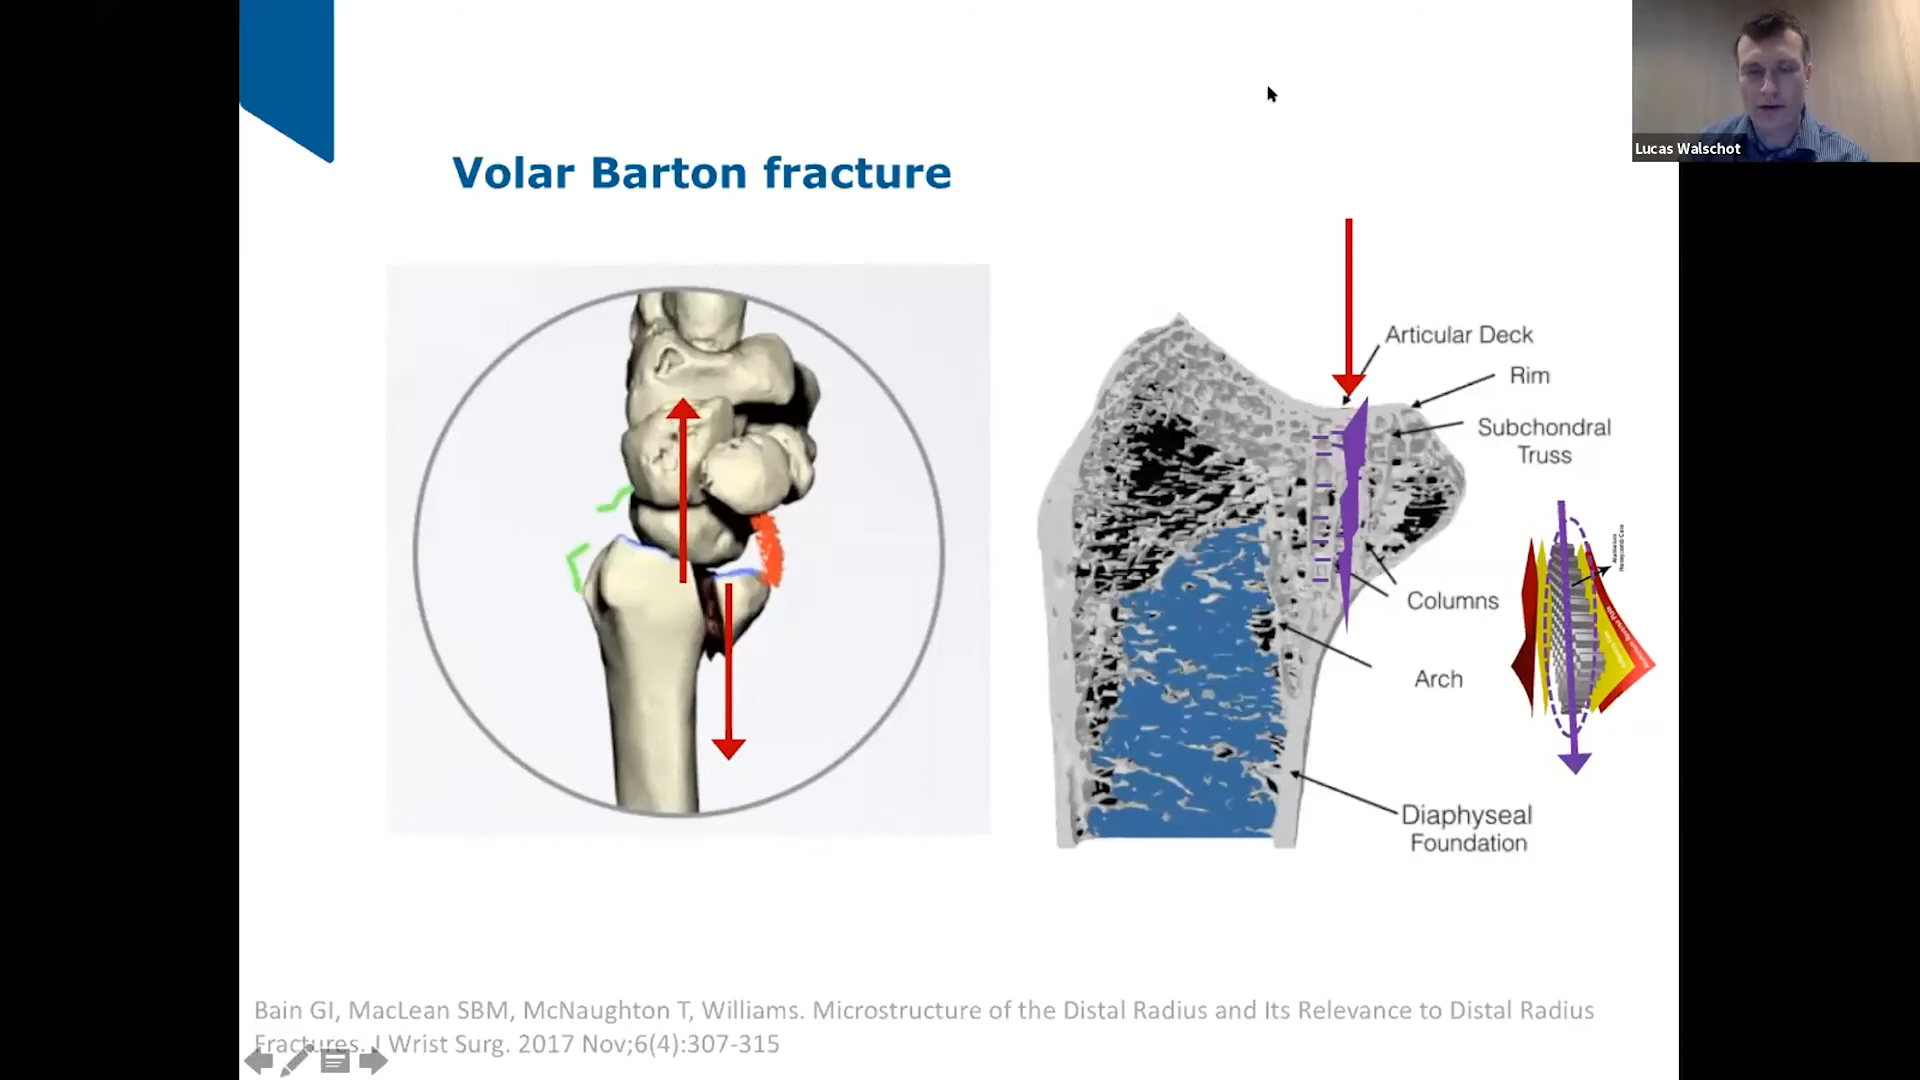 Lucas Walschot
Volar Barton fracture
Articular Deck
Rim
Subchondral
Truss
Columns
Arch
Diaphyseal
Foundation
Bain GI, MacLean SBM, McNaughton T, Williams. Microstructure of the Distal Radius and Its Relevance to Distal Radius
Fractures. J Wrist Surg. 2017 Nov;6(4):307-315